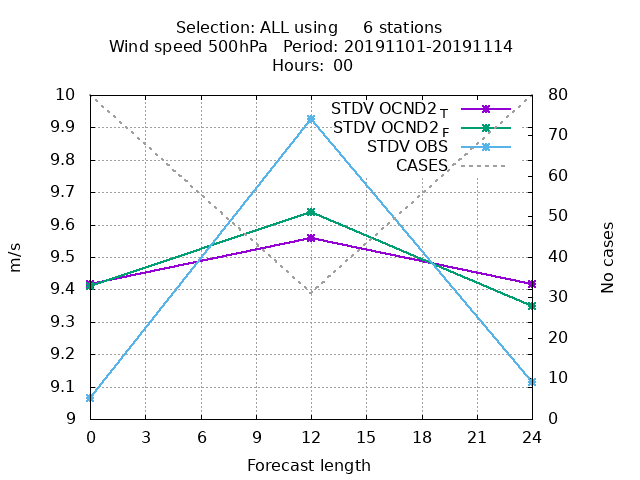 Selection: ALL using     6 stations
Wind speed 500hPa   Period: 20191101-20191114
Hours: 00
STDV OCND2_T
STDV OCND2_F
STDV OBS
CASES
10
9.9
9.8
9.7
9.6
9.5
9.4
9.3
9.2
9.1
9
m/s
80
70
60
50
40
30
20
10
0
No cases
0 3 6 9 12 15 18 21 24
Forecast length